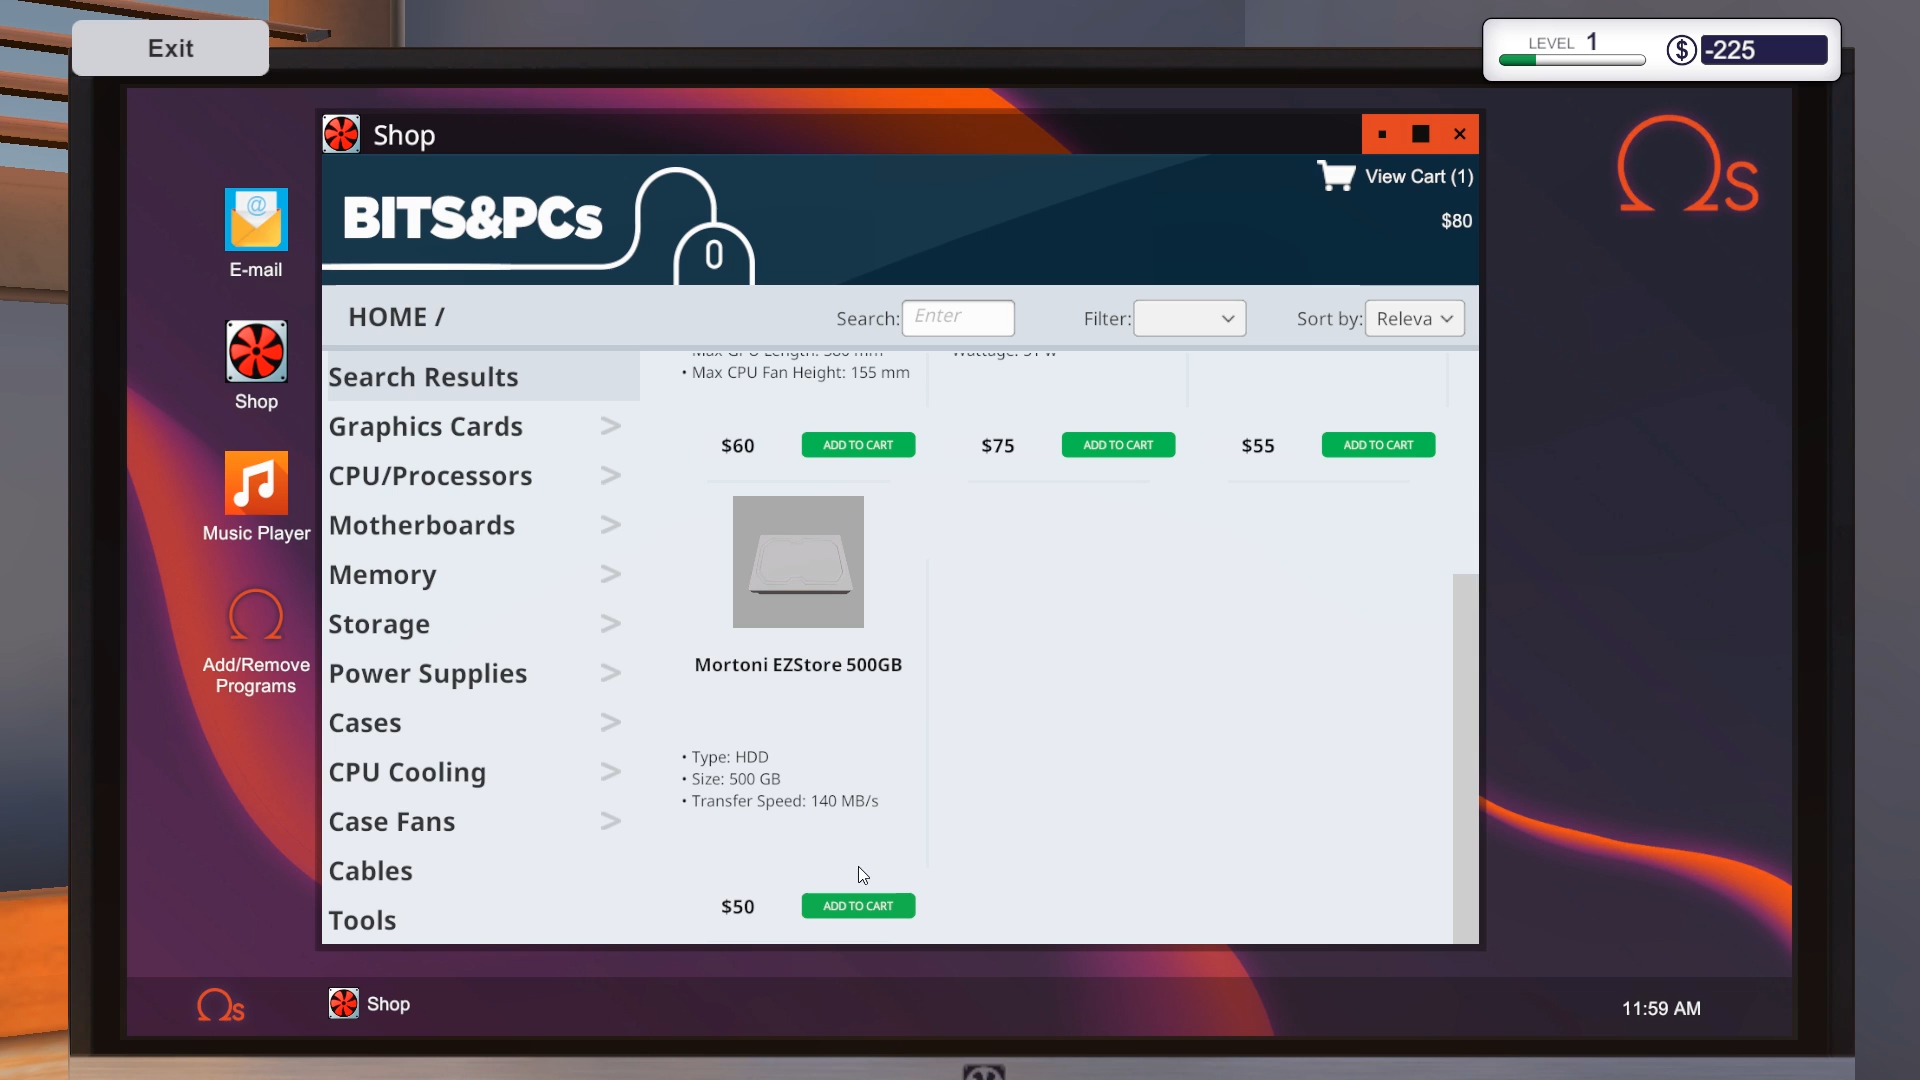 Exit
LEVEL 1
$ -225
Shop
View Cart (1)
BITS&PCs
$80
HOME /
Search: Enter
Filter:
Sort by: Releva
Search Results
Graphics Cards >
CPU/Processors >
Motherboards >
Memory >
Storage >
Power Supplies >
Cases >
CPU Cooling >
Case Fans >
Cables
Tools
• Max CPU Fan Height: 155 mm
$60 ADD TO CART
$75 ADD TO CART
$55 ADD TO CART
Mortoni EZStore 500GB
• Type: HDD
• Size: 500 GB
• Transfer Speed: 140 MB/s
$50 ADD TO CART
E-mail
Shop
Music Player
Add/Remove
Programs
Ωs
Ωs
Shop
11:59 AM